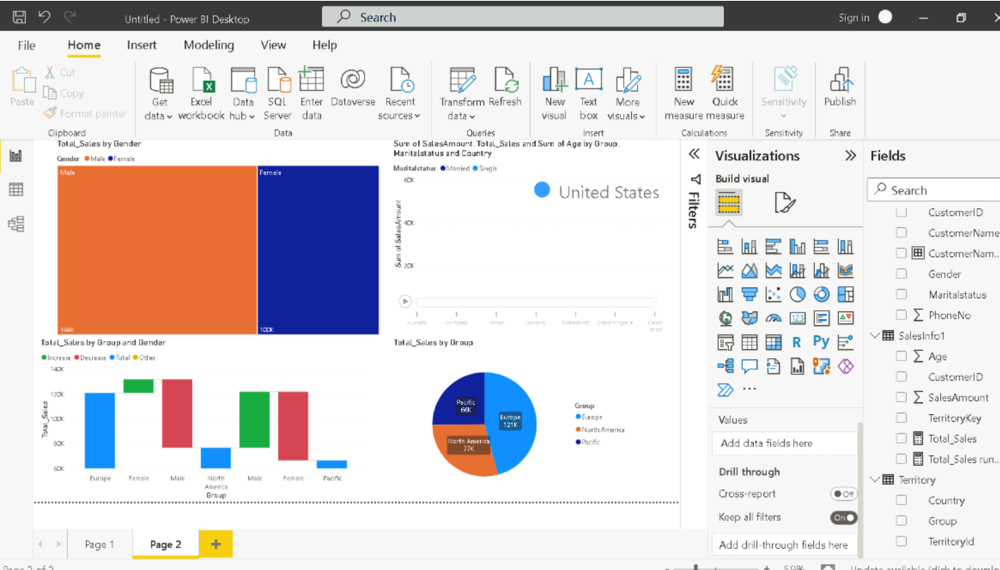 Untitled - Power BI Desktop
Search
Sign in
File Home Insert Modeling View Help
Paste
Cut
Copy
Format painter
Clipboard
Get data
Excel workbook
Data hub
SQL Server
Enter data
Dataverse
Recent sources
Data
Transform data
Refresh
Queries
New visual
Text box
More visuals
Insert
New measure
Quick measure
Calculations
Sensitivity
Sensitivity
Publish
Share
Total_Sales by Gender
Gender Male Female
Male
164K
Female
100K
Sum of SalesAmount, Total_Sales and Sum of Age by Group,
Maritalstatus and Country
Maritalstatus Married Single
60K
40K
20K
Sum of SalesAmount
United States
Australia California France Germany Netherlands United Kingdom United States
Total_Sales by Group and Gender
Increase Decrease Total Other
140K
120K
100K
80K
60K
Total_Sales
Europe Female Male North America Male Female Pacific
Group
Total_Sales by Group
Pacific
66K
Europe
121K
North America
77K
Group
Europe
North America
Pacific
Page 1 Page 2 +
Page 2 of 2
Filters
Visualizations
Build visual
123
R
Py
Values
Add data fields here
Drill through
Cross-report
Off
Keep all filters
On
Add drill-through fields here
Fields
Search
CustomerID
CustomerName
CustomerNam...
Gender
Maritalstatus
PhoneNo
SalesInfo1
Age
CustomerID
SalesAmount
TerritoryKey
Total_Sales
Total_Sales run...
Territory
Country
Group
TerritoryId
59%
Update available (click to downlo